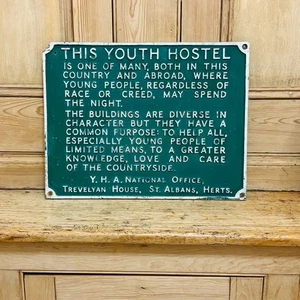 THIS YOUTH HOSTEL
IS ONE OF MANY, BOTH IN THIS
COUNTRY AND ABROAD, WHERE
YOUNG PEOPLE, REGARDLESS OF
RACE OR CREED, MAY SPEND
THE NIGHT.
THE BUILDINGS ARE DIVERSE IN
CHARACTER BUT THEY HAVE A
COMMON PURPOSE: TO HELP ALL,
ESPECIALLY YOUNG PEOPLE OF
LIMITED MEANS, TO A GREATER
KNOWLEDGE, LOVE AND CARE
OF THE COUNTRYSIDE.
Y. H. A. NATIONAL OFFICE,
TREVELYAN HOUSE, ST. ALBANS, HERTS.